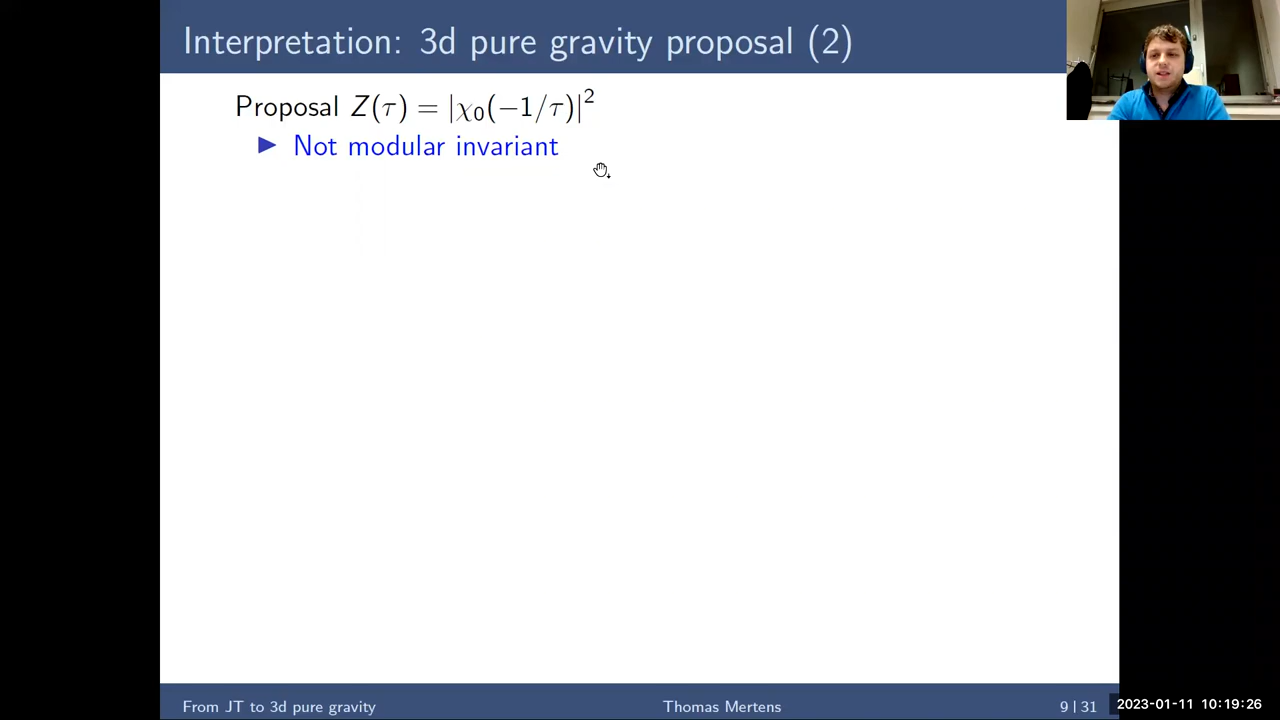 Interpretation: 3d pure gravity proposal (2)
Proposal Z(τ) = |χ₀(−1/τ)|²
▶ Not modular invariant
From JT to 3d pure gravity
Thomas Mertens
9 | 31
2023-01-11 10:19:26